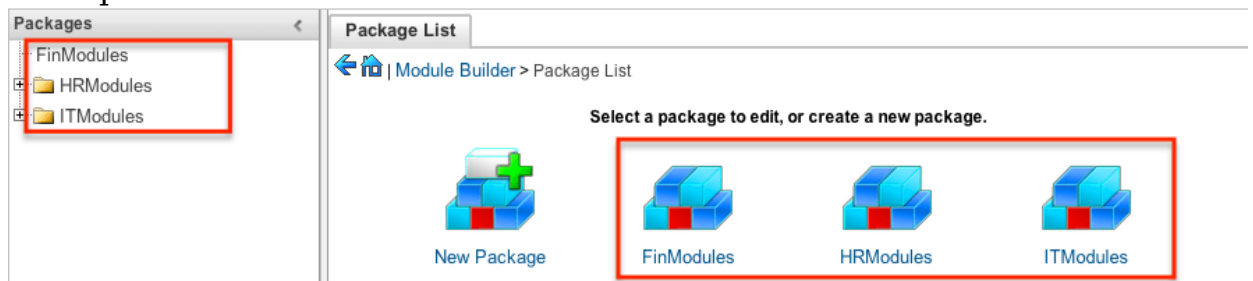 Packages
FinModules
HRModules
ITModules
Package List
| Module Builder > Package List
Select a package to edit, or create a new package.
New Package
FinModules
HRModules
ITModules